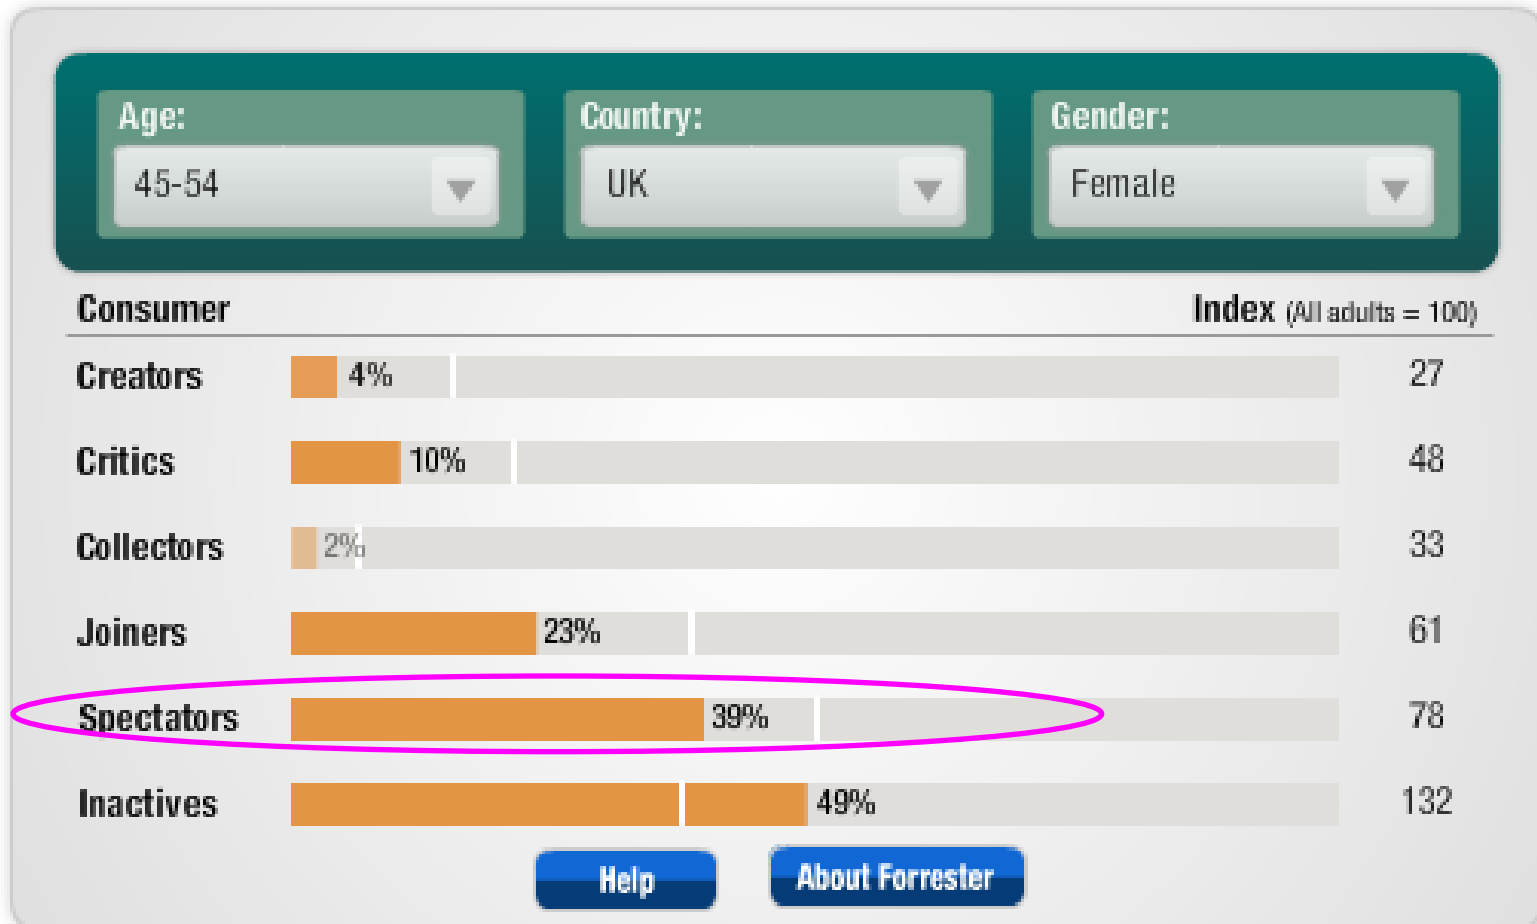 Age: Country: Gender:
45-54 UK Female
Consumer Index (All adults = 100)
Creators 4% 27
Critics 10% 48
Collectors 2% 33
Joiners 23% 61
Spectators 39% 78
Inactives 49% 132
Help About Forrester